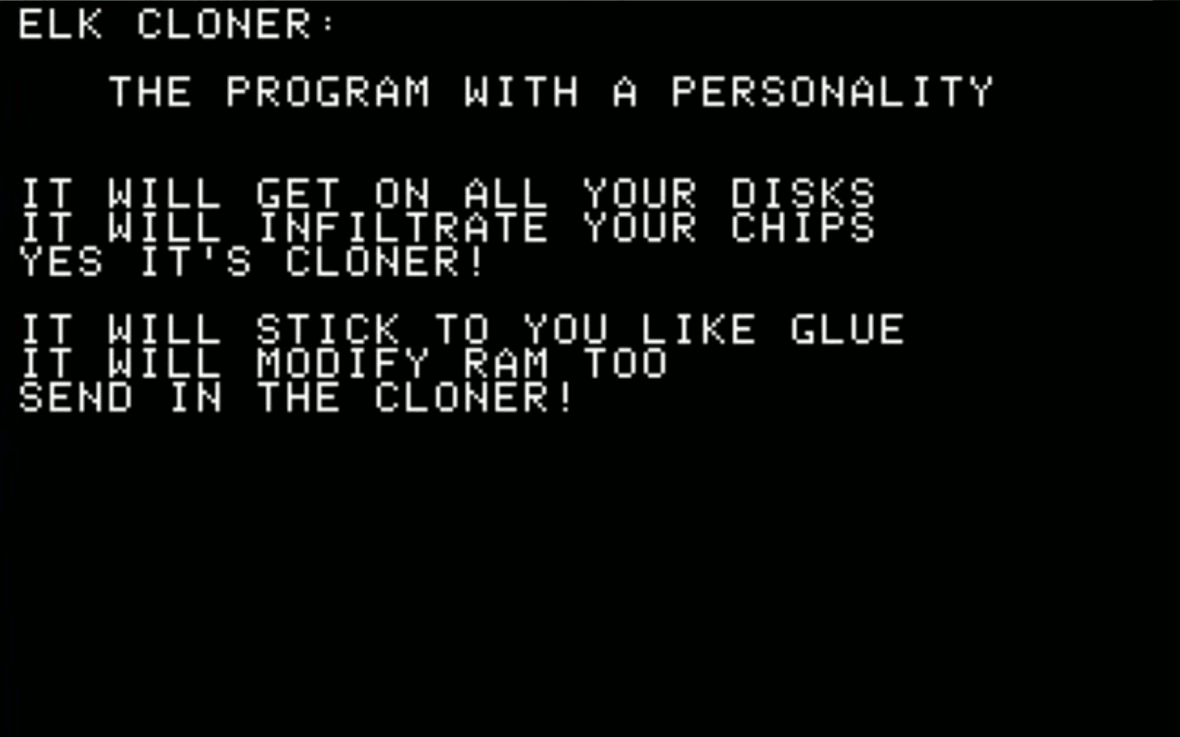 ELK CLONER:
THE PROGRAM WITH A PERSONALITY
IT WILL GET ON ALL YOUR DISKS
IT WILL INFILTRATE YOUR CHIPS
YES IT'S CLONER!
IT WILL STICK TO YOU LIKE GLUE
IT WILL MODIFY RAM TOO
SEND IN THE CLONER!